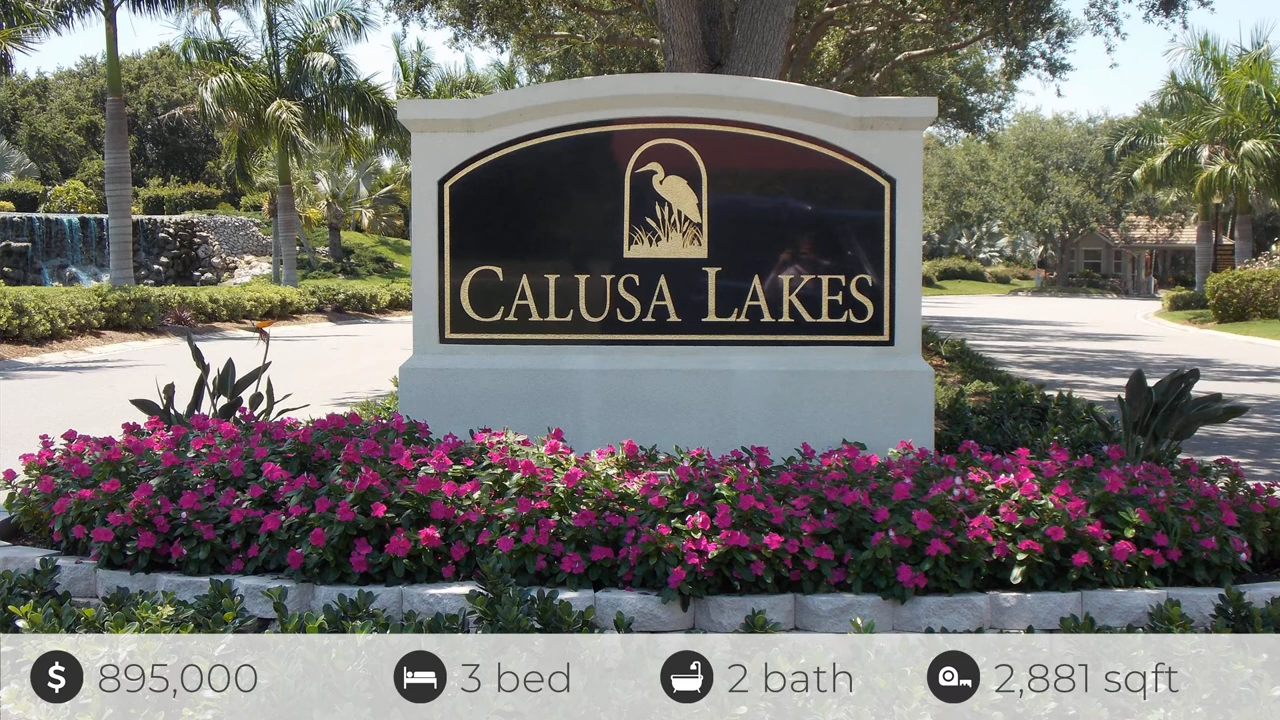 CALUSA LAKES
$ 895,000
3 bed
2 bath
2,881 sqft